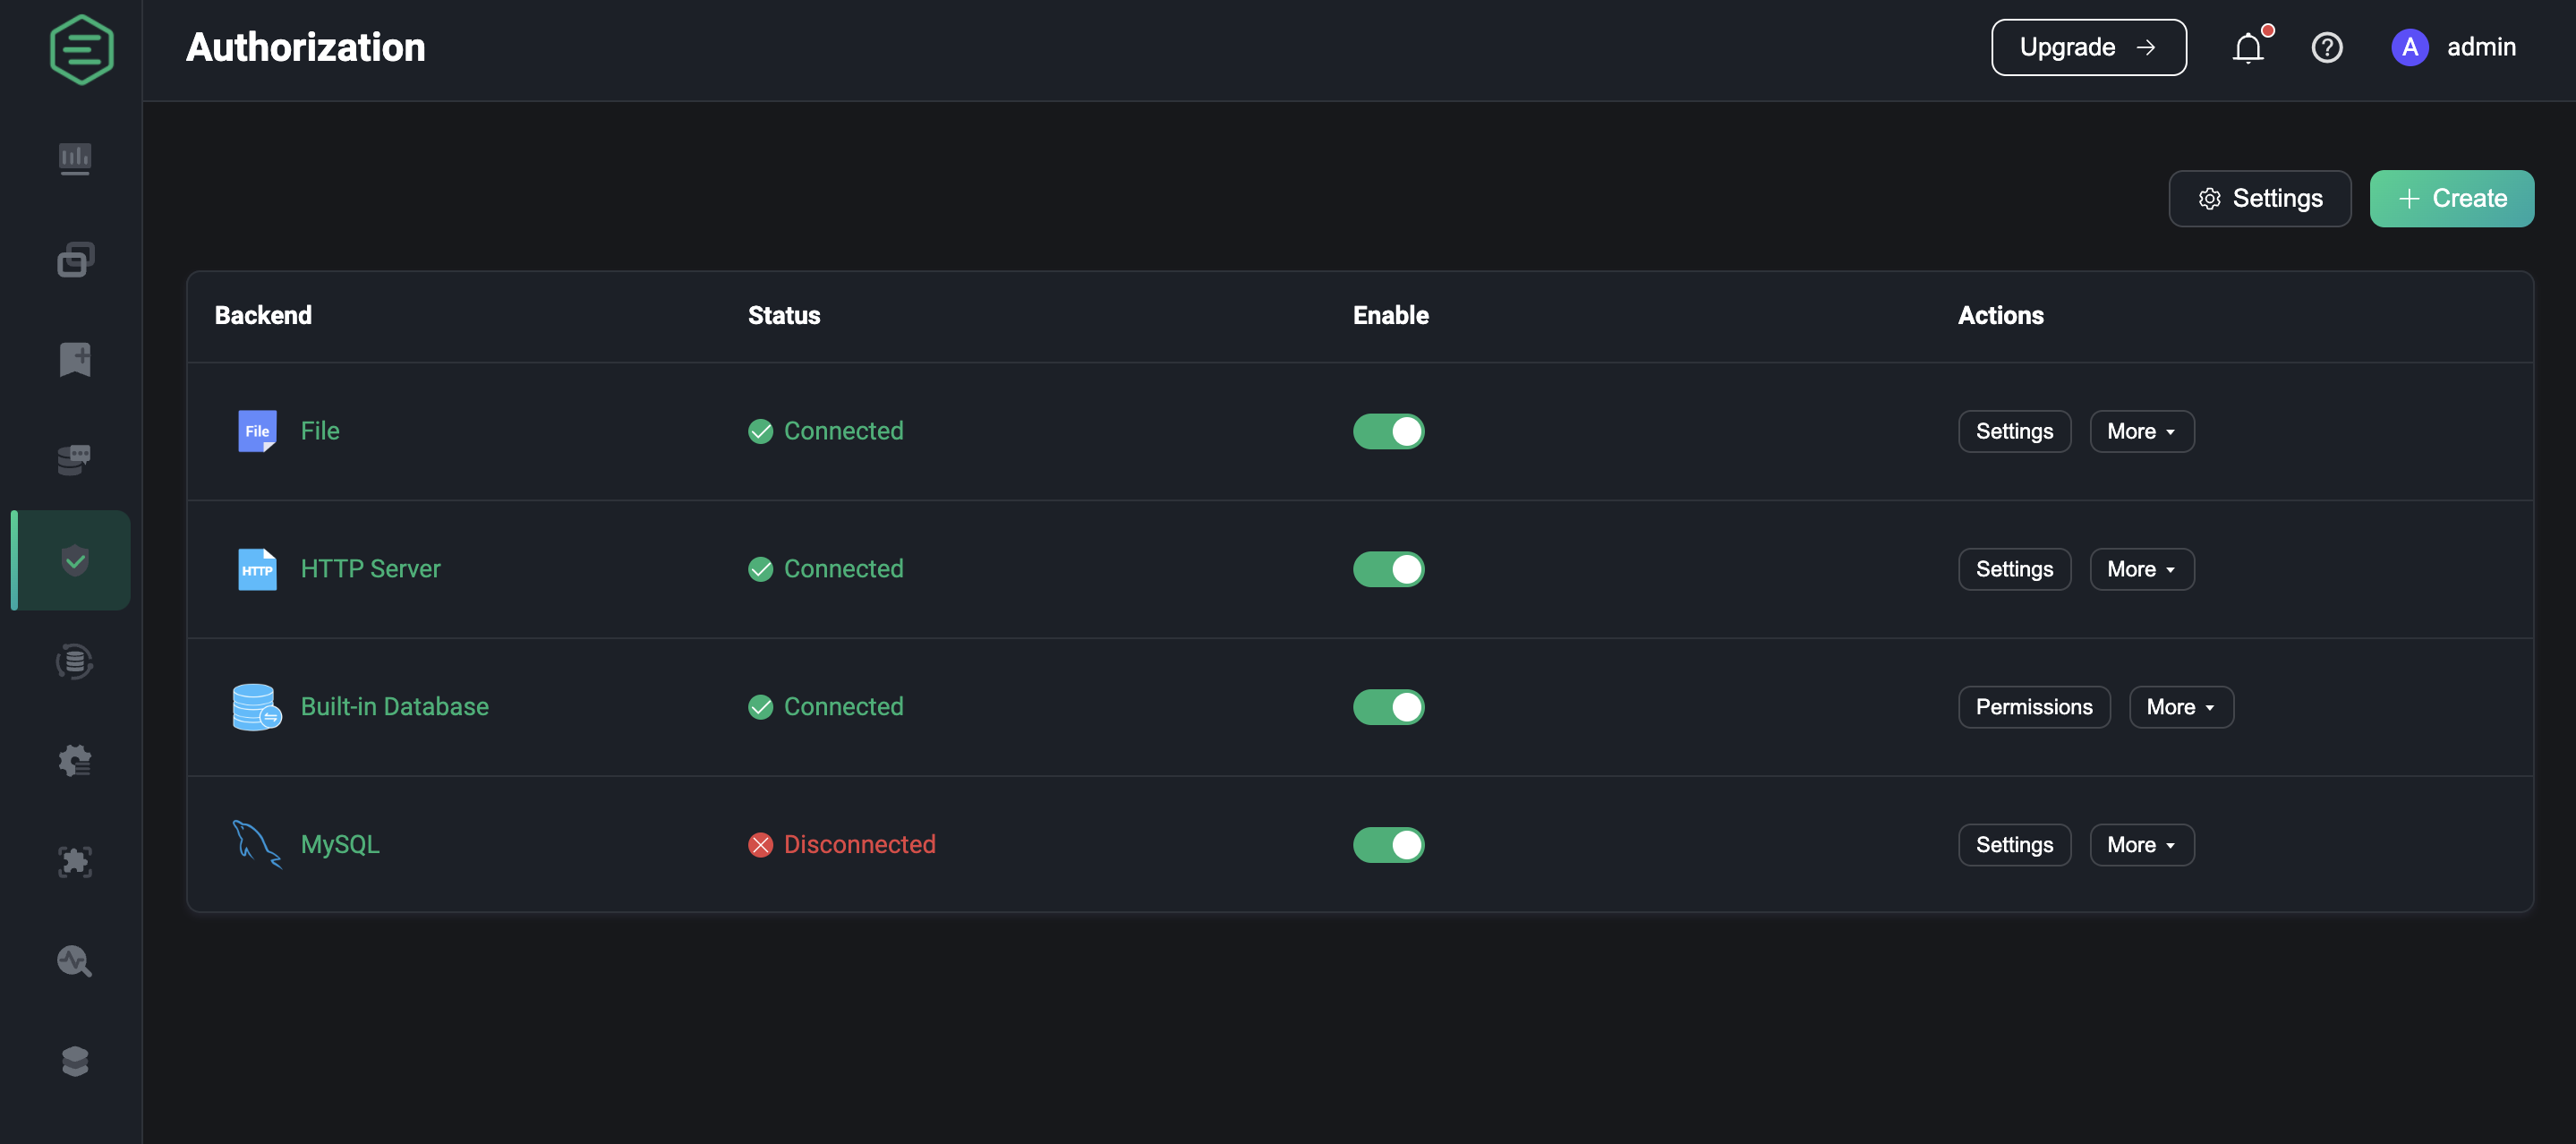 Authorization
Upgrade →
A admin
Settings
+ Create
Backend Status Enable Actions
File File Connected Settings More
HTTP HTTP Server Connected Settings More
Built-in Database Connected Permissions More
MySQL Disconnected Settings More